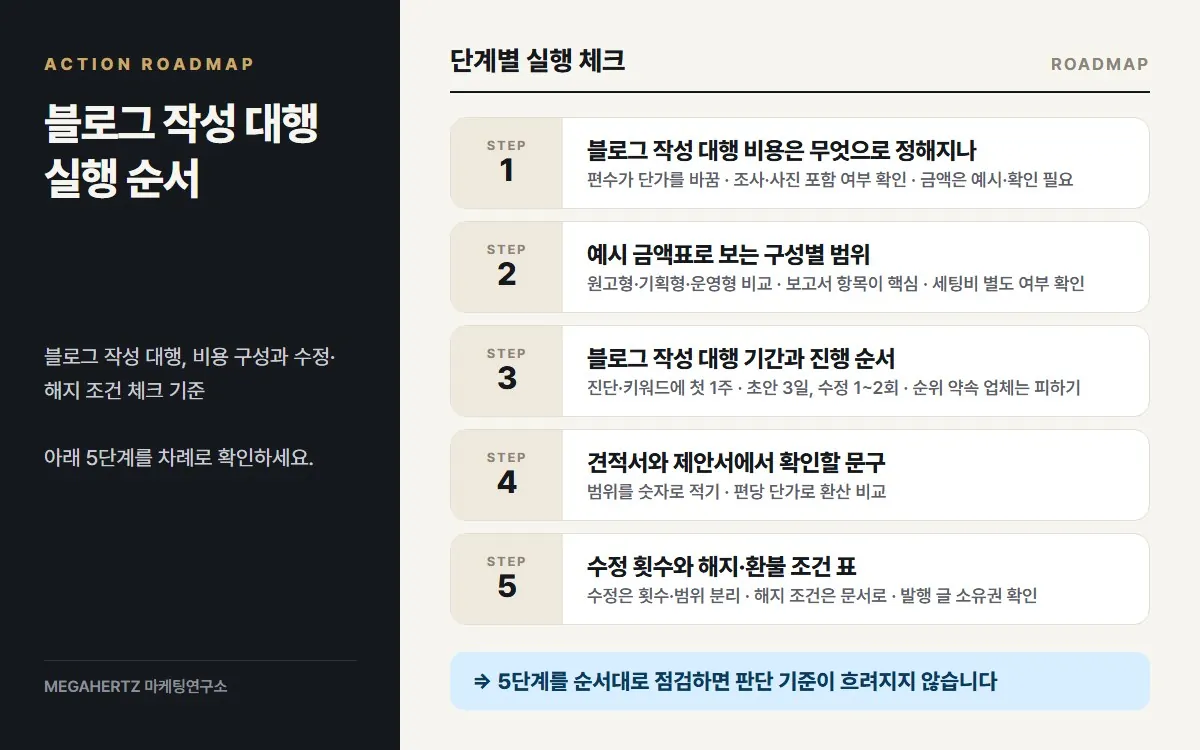 ACTION ROADMAP
블로그 작성 대행
실행 순서
블로그 작성 대행, 비용 구성과 수정·
해지 조건 체크 기준
아래 5단계를 차례로 확인하세요.
MEGAHERTZ 마케팅연구소
단계별 실행 체크
ROADMAP
STEP
1
블로그 작성 대행 비용은 무엇으로 정해지나
편수가 단가를 바꿈 · 조사·사진 포함 여부 확인 · 금액은 예시·확인 필요
STEP
2
예시 금액표로 보는 구성별 범위
원고형·기획형·운영형 비교 · 보고서 항목이 핵심 · 세팅비 별도 여부 확인
STEP
3
블로그 작성 대행 기간과 진행 순서
진단·키워드에 첫 1주 · 초안 3일, 수정 1~2회 · 순위 약속 업체는 피하기
STEP
4
견적서와 제안서에서 확인할 문구
범위를 숫자로 적기 · 편당 단가로 환산 비교
STEP
5
수정 횟수와 해지·환불 조건 표
수정은 횟수·범위 분리 · 해지 조건은 문서로 · 발행 글 소유권 확인
→ 5단계를 순서대로 점검하면 판단 기준이 흐려지지 않습니다